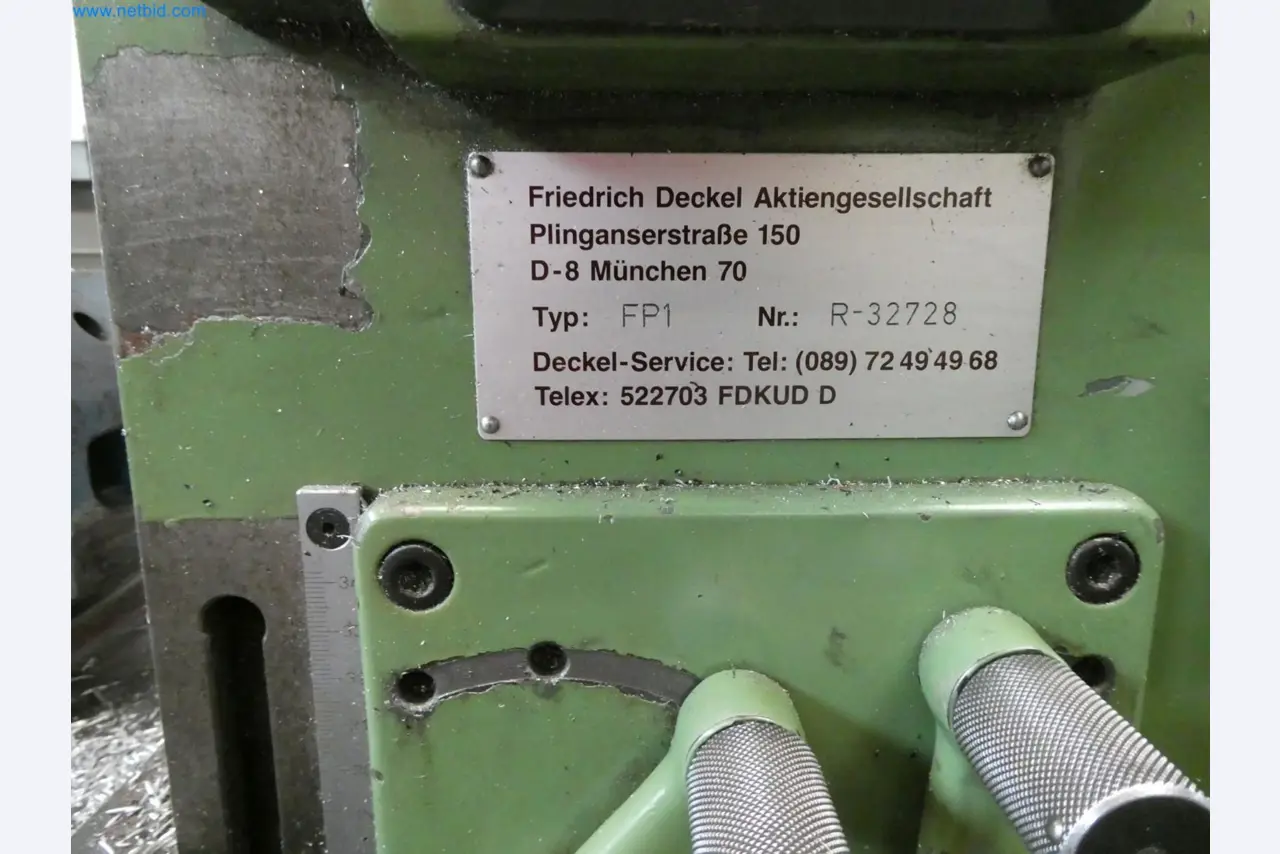 www.netbid.com
Friedrich Deckel Aktiengesellschaft
Plinganserstraße 150
D-8 München 70
Typ: FP1 Nr.: R-32728
Deckel-Service: Tel: (089) 72 49 49 68
Telex: 522703 FDKUD D